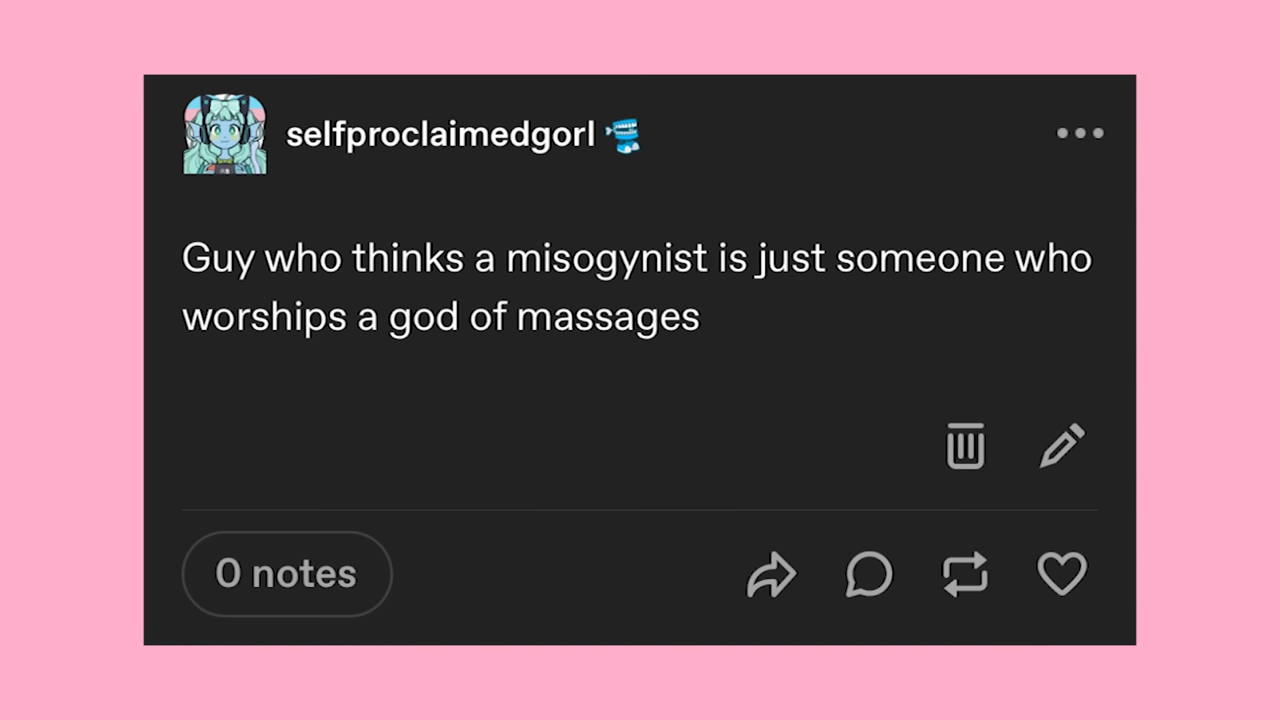 selfproclaimedgorl
Guy who thinks a misogynist is just someone who
worships a god of massages
0 notes